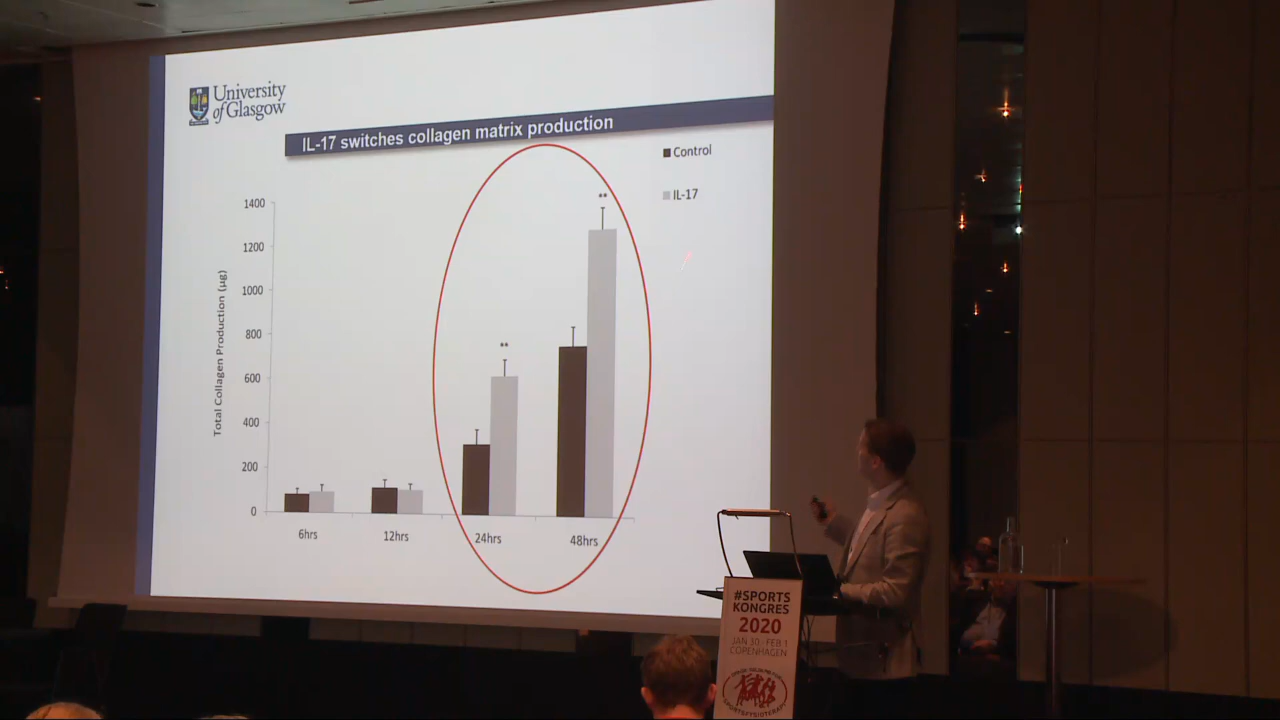 University
of Glasgow
IL-17 switches collagen matrix production
Control
IL-17
**
**
1400
1200
1000
800
600
400
200
0
Total Collagen Production (µg)
6hrs
12hrs
24hrs
48hrs
#SPORTS
KONGRES
2020
JAN 30 - FEB 1
COPENHAGEN